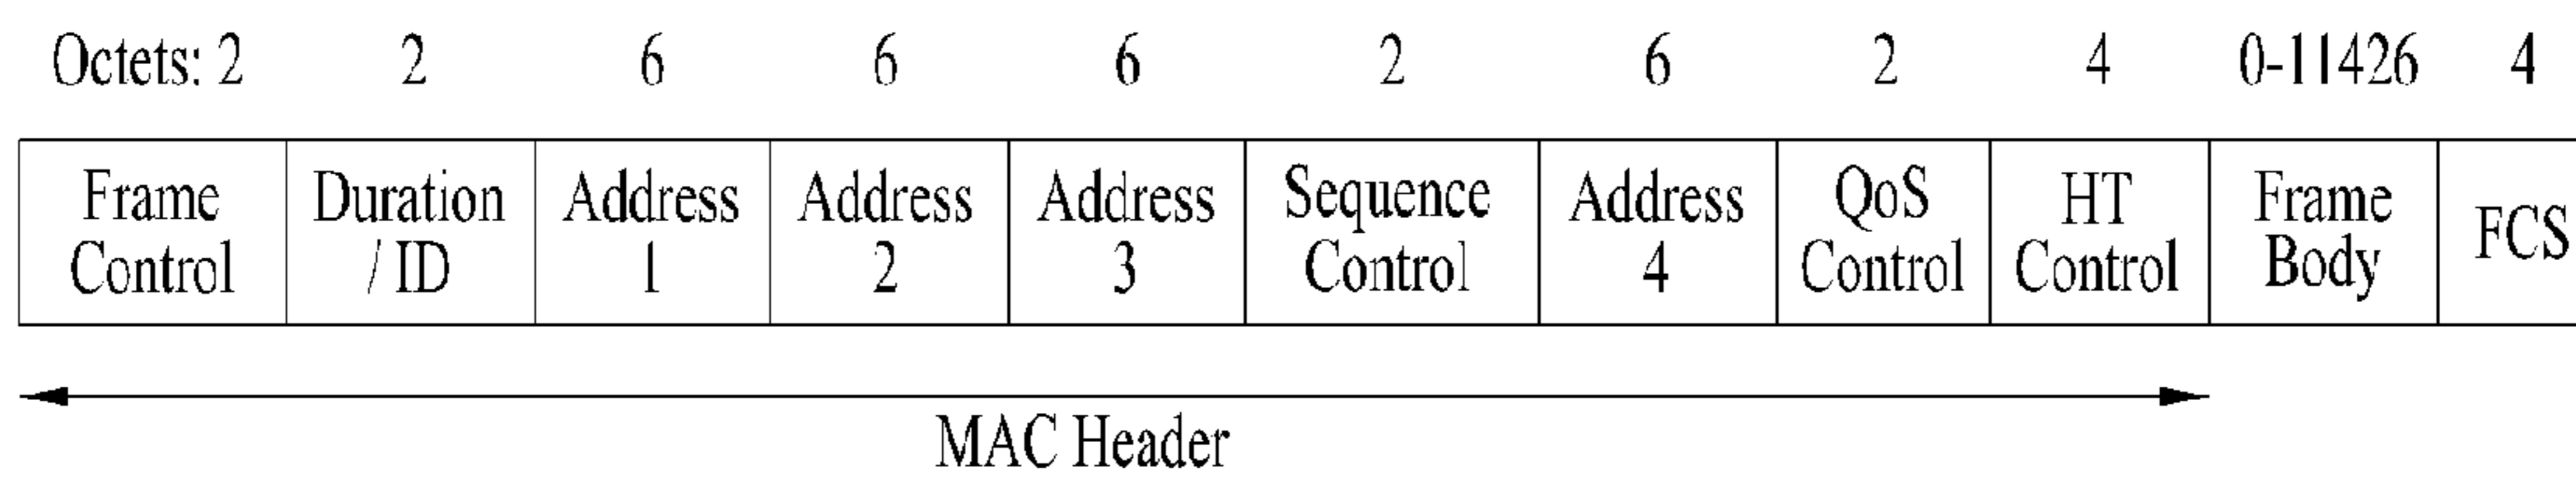 Octets: 2 2 6 6 6 2 6 2 4 0-11426 4
Frame Duration Address Address Address Sequence Address QoS HT Frame FCS
Control / ID 1 2 3 Control 4 Control Control Body
MAC Header